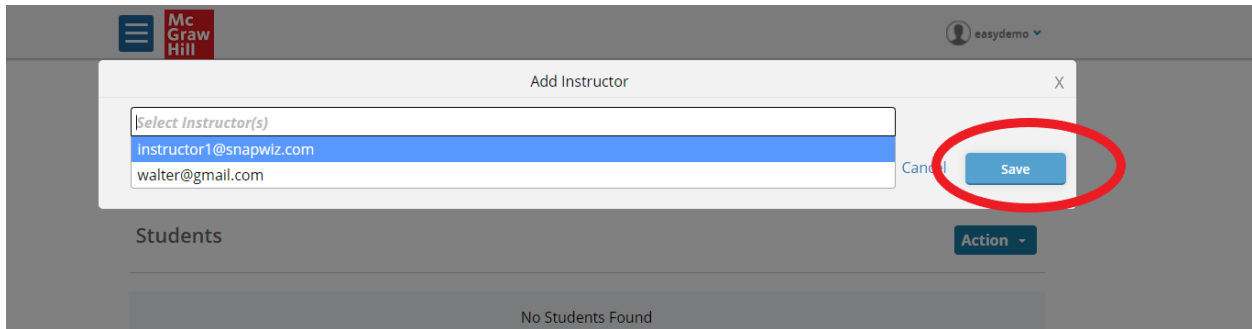 Mc
Graw
Hill
easydemo
Add Instructor
X
Select Instructor(s)
instructor1@snapwiz.com
walter@gmail.com
Cancel
Save
Students
Action
No Students Found